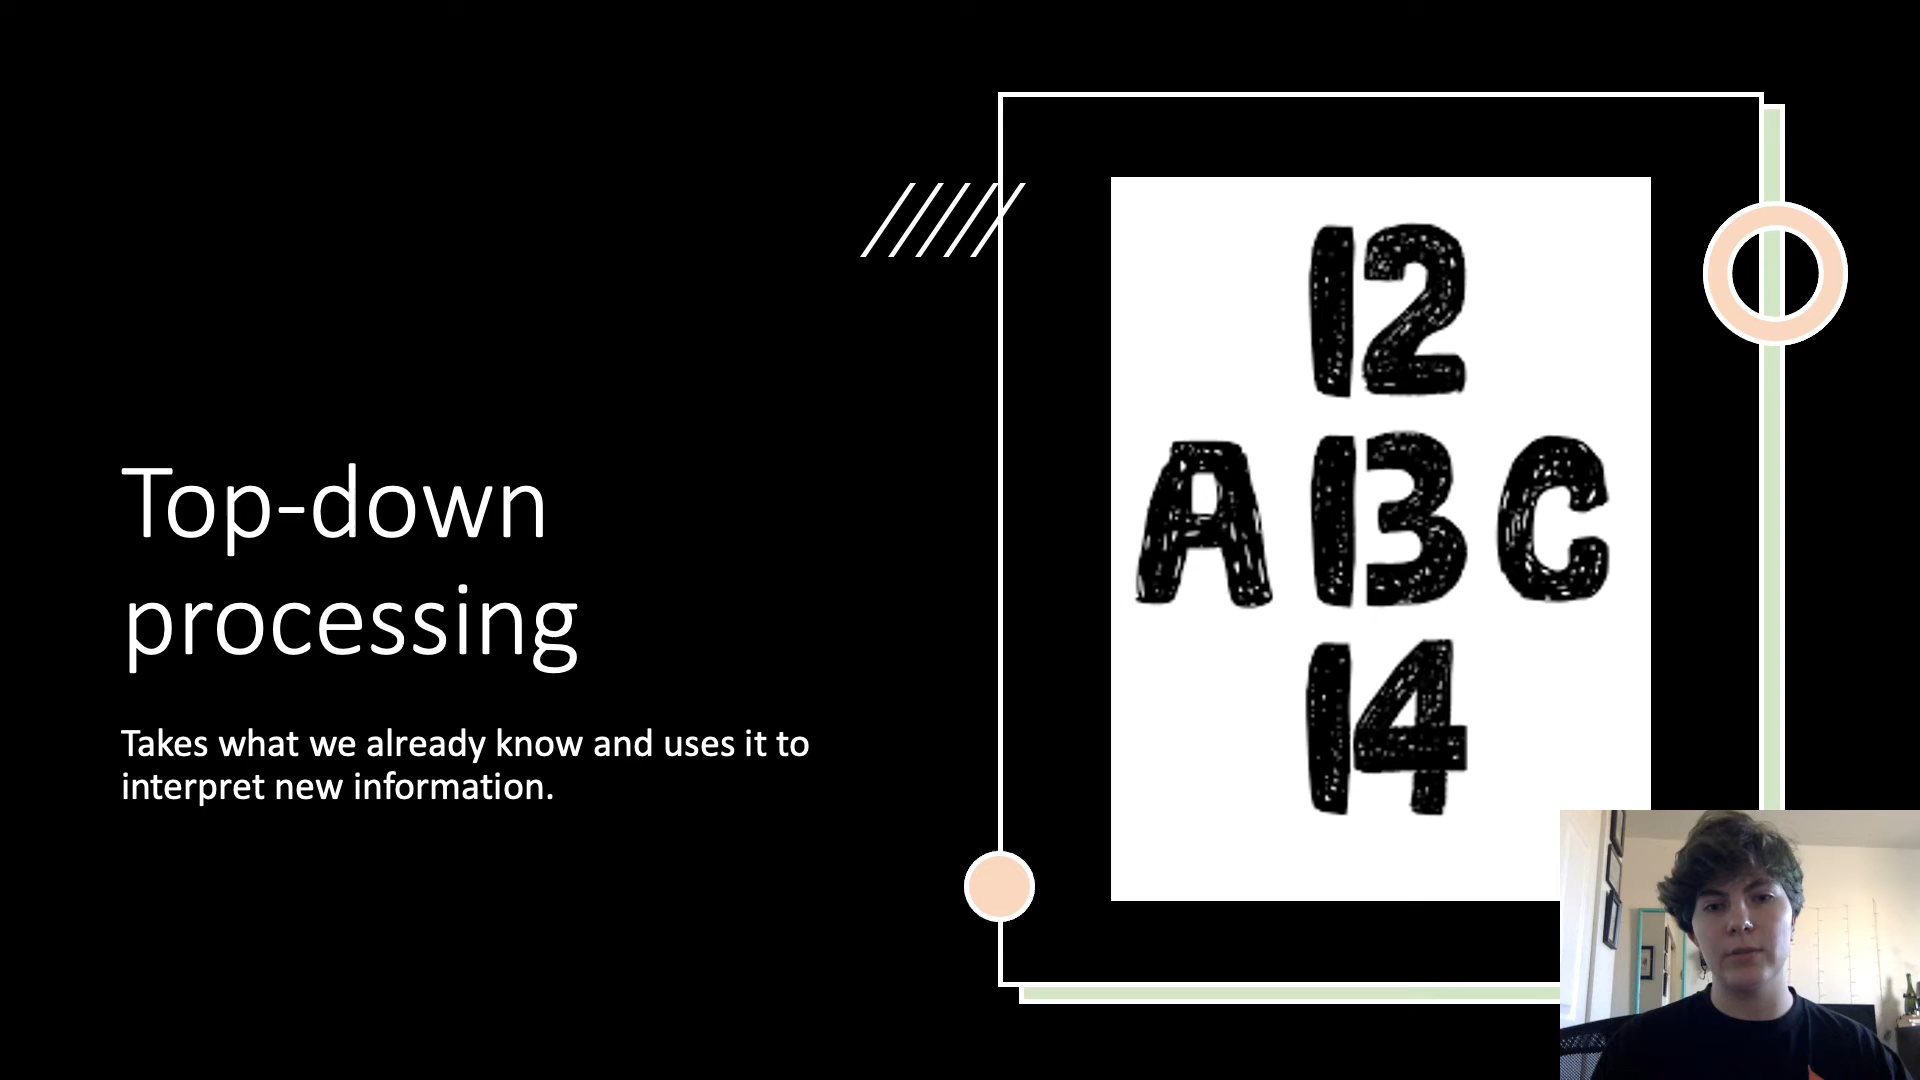 Top-down
processing
Takes what we already know and uses it to
interpret new information.
12
A 13 C
14